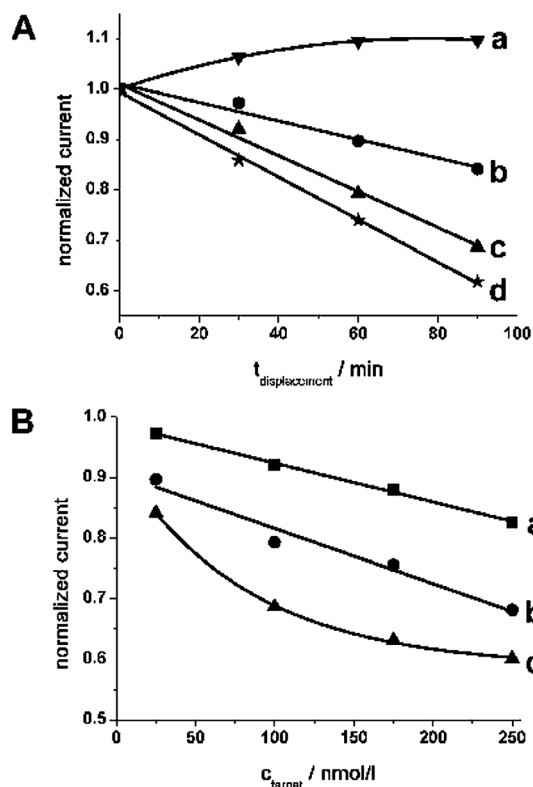 A
1.1
1.0
0.9
0.8
0.7
0.6
normalized current
a
b
c
d
0 20 40 60 80 100
t displacement / min
B
1.0
0.9
0.8
0.7
0.6
0.5
normalized current
a
b
c
0 50 100 150 200 250
c target / nmol/l